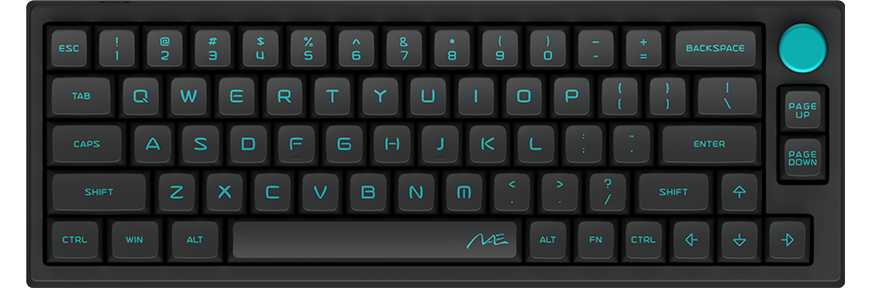 ESC ! 1 @ 2 # 3 $ 4 % 5 ^ 6 & 7 * 8 ( 9 ) 0 – - + = BACKSPACE
TAB Q W E R T Y U I O P { ( } ) | \ PAGE UP
CAPS A S D F G H J K L : ; " . ENTER PAGE DOWN
SHIFT Z X C V B N M < , > . ? / SHIFT
CTRL WIN ALT ALT FN CTRL